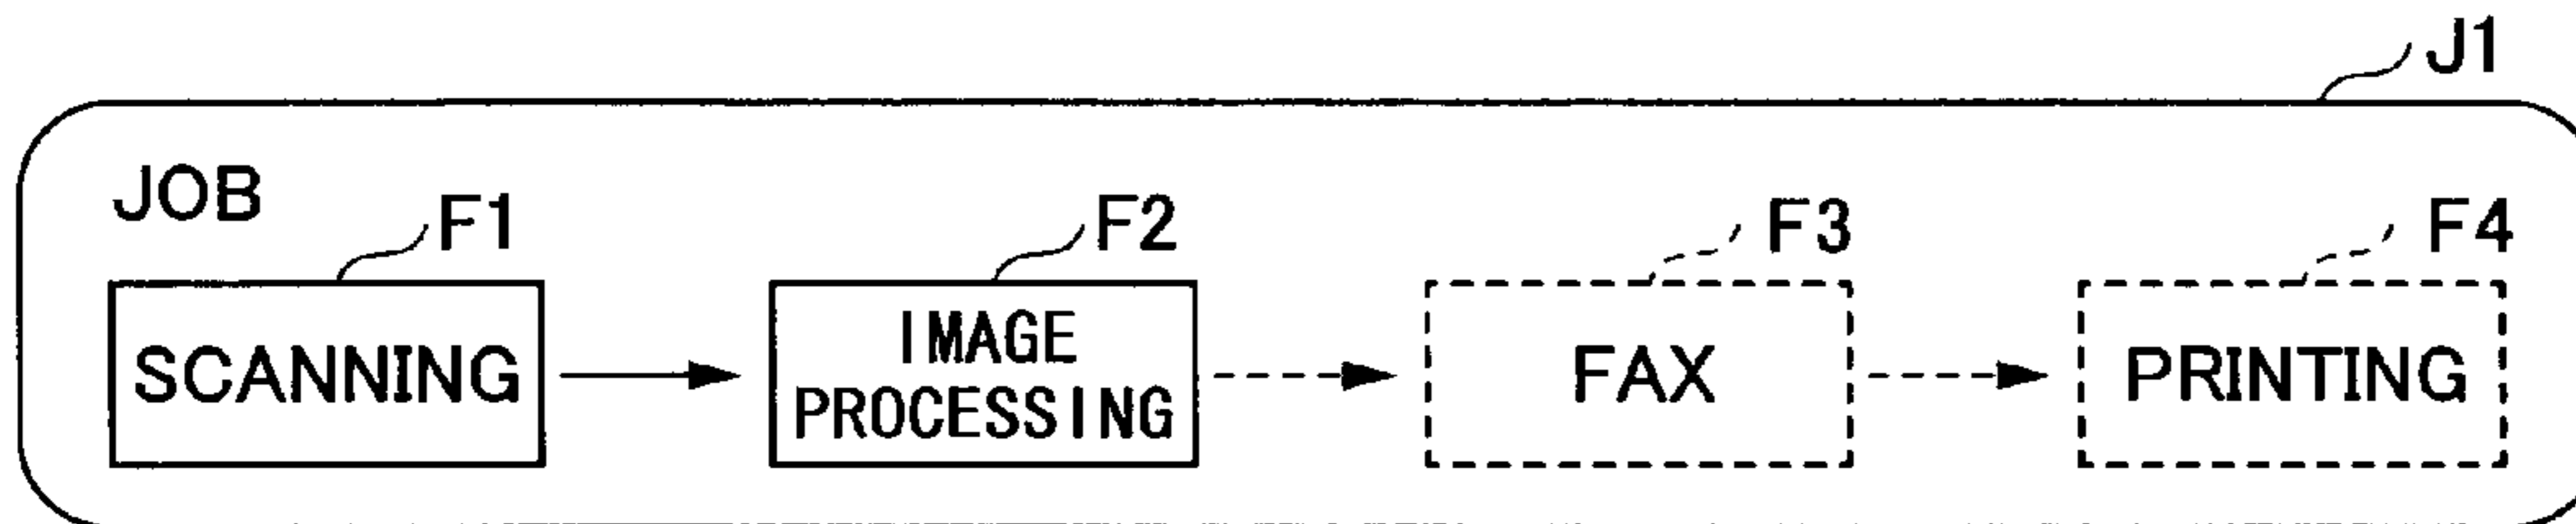 J1
JOB
F1
F2
F3
F4
SCANNING
IMAGE
PROCESSING
FAX
PRINTING